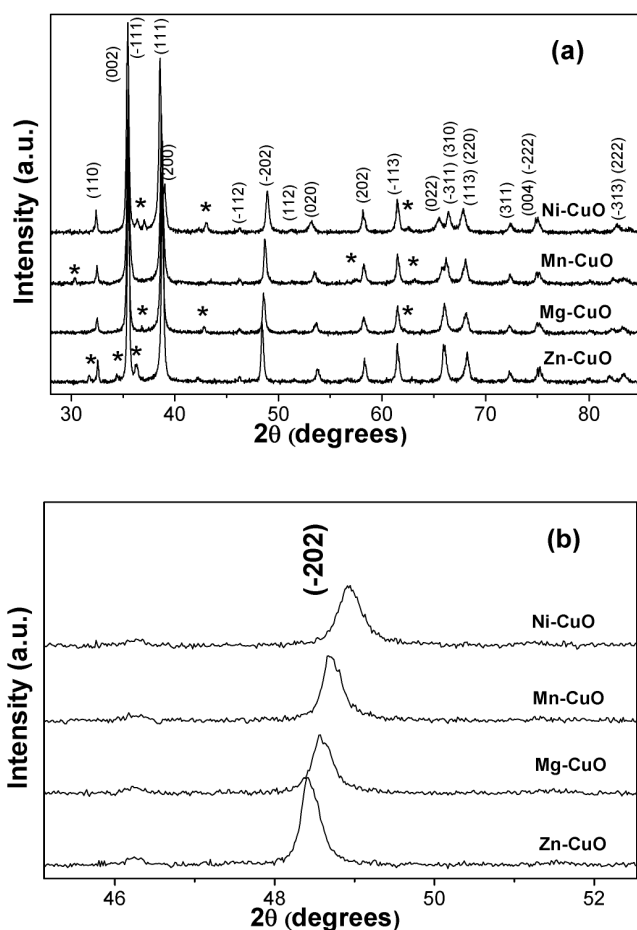 (a)
(002)
(-111)
(111)
(110)
(200)
(-112)
(-202)
(112)
(020)
(202)
(-113)
(022)
(-311) (310)
(113) (220)
(311)
(004) (-222)
(-313) (222)
*
*
*
Ni-CuO
*
*
*
Mn-CuO
*
*
*
Mg-CuO
*
*
*
Zn-CuO
Intensity (a.u.)
30 40 50 60 70 80
2θ (degrees)
(b)
(-202)
Ni-CuO
Mn-CuO
Mg-CuO
Zn-CuO
Intensity (a.u.)
46 48 50 52
2θ (degrees)